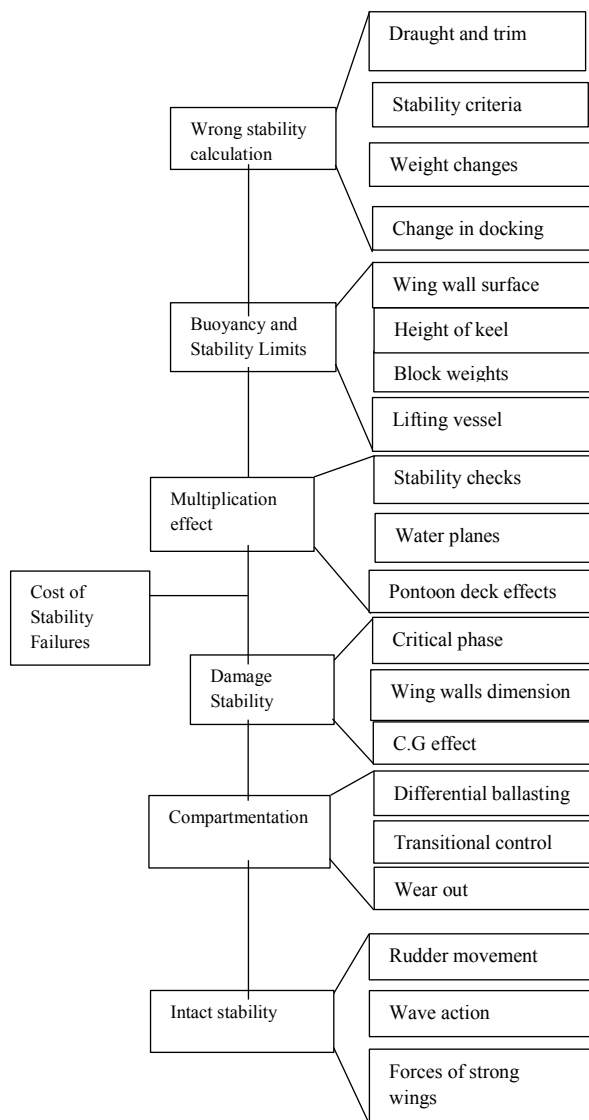 Draught and trim
Wrong stability
calculation
Stability criteria
Weight changes
Change in docking
Buoyancy and
Stability Limits
Wing wall surface
Height of keel
Block weights
Lifting vessel
Multiplication
effect
Stability checks
Water planes
Pontoon deck effects
Cost of
Stability
Failures
Damage
Stability
Critical phase
Wing walls dimension
C.G effect
Compartmentation
Differential ballasting
Transitional control
Wear out
Intact stability
Rudder movement
Wave action
Forces of strong
wings